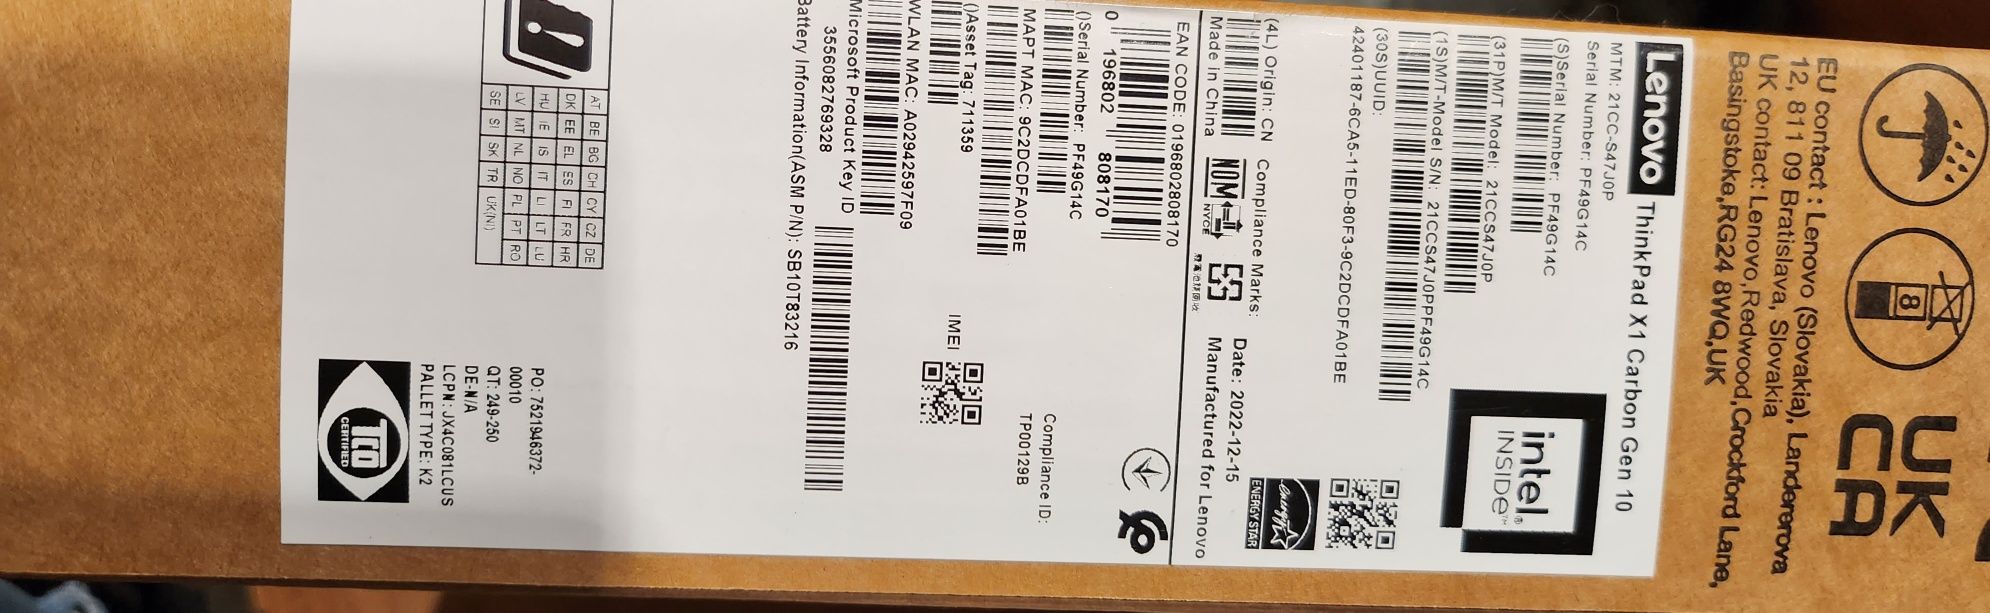 EU contact : Lenovo (Slovakia), Landererova
12, 811 09 Bratislava, Slovakia
UK contact: Lenovo,Redwood,Crockford Lane,
Basingstoke,RG24 8WQ,UK
UK
CA
8
Lenovo ThinkPad X1 Carbon Gen 10
MTM: 21CC-S47J0P
Serial Number: PF49G14C
(S)Serial Number: PF49G14C
(31P)MT Model: 21CCS47J0P
(1S)MT-Model S/N: 21CCS47J0PPF49G14C
(30S)UUID:
42401187-6CA5-11ED-80F3-9C2DCDFA01BE
intel®
INSIDE™
(4L) Origin: CN
Compliance Marks:
Date: 2022-12-15
Made in China
NOM
NYCE
Manufactured for Lenovo
ENERGY STAR
EAN CODE: 0196802808170
0 196802 808170
()Serial Number: PF49G14C
Compliance ID:
TP00129B
MAPT MAC: 9C2DCDFA01BE
()Asset Tag: 711359
IMEI
WLAN MAC: A02942597F09
Microsoft Product Key ID
3556082769328
Battery Information(ASM P/N): SB10T83216
AT BE BG CH CY CZ DE
DK EE EL ES FI FR HR
HU IE IS IT LI LT LU
LV MT NL NO PL PT RO
SE SI SK TR UK(NI)
PO: 7521946372-
00010
QT: 249-250
DE-N/A
LCPN: JX4C081LCUS
PALLET TYPE: K2
TCO
CERTIFIED